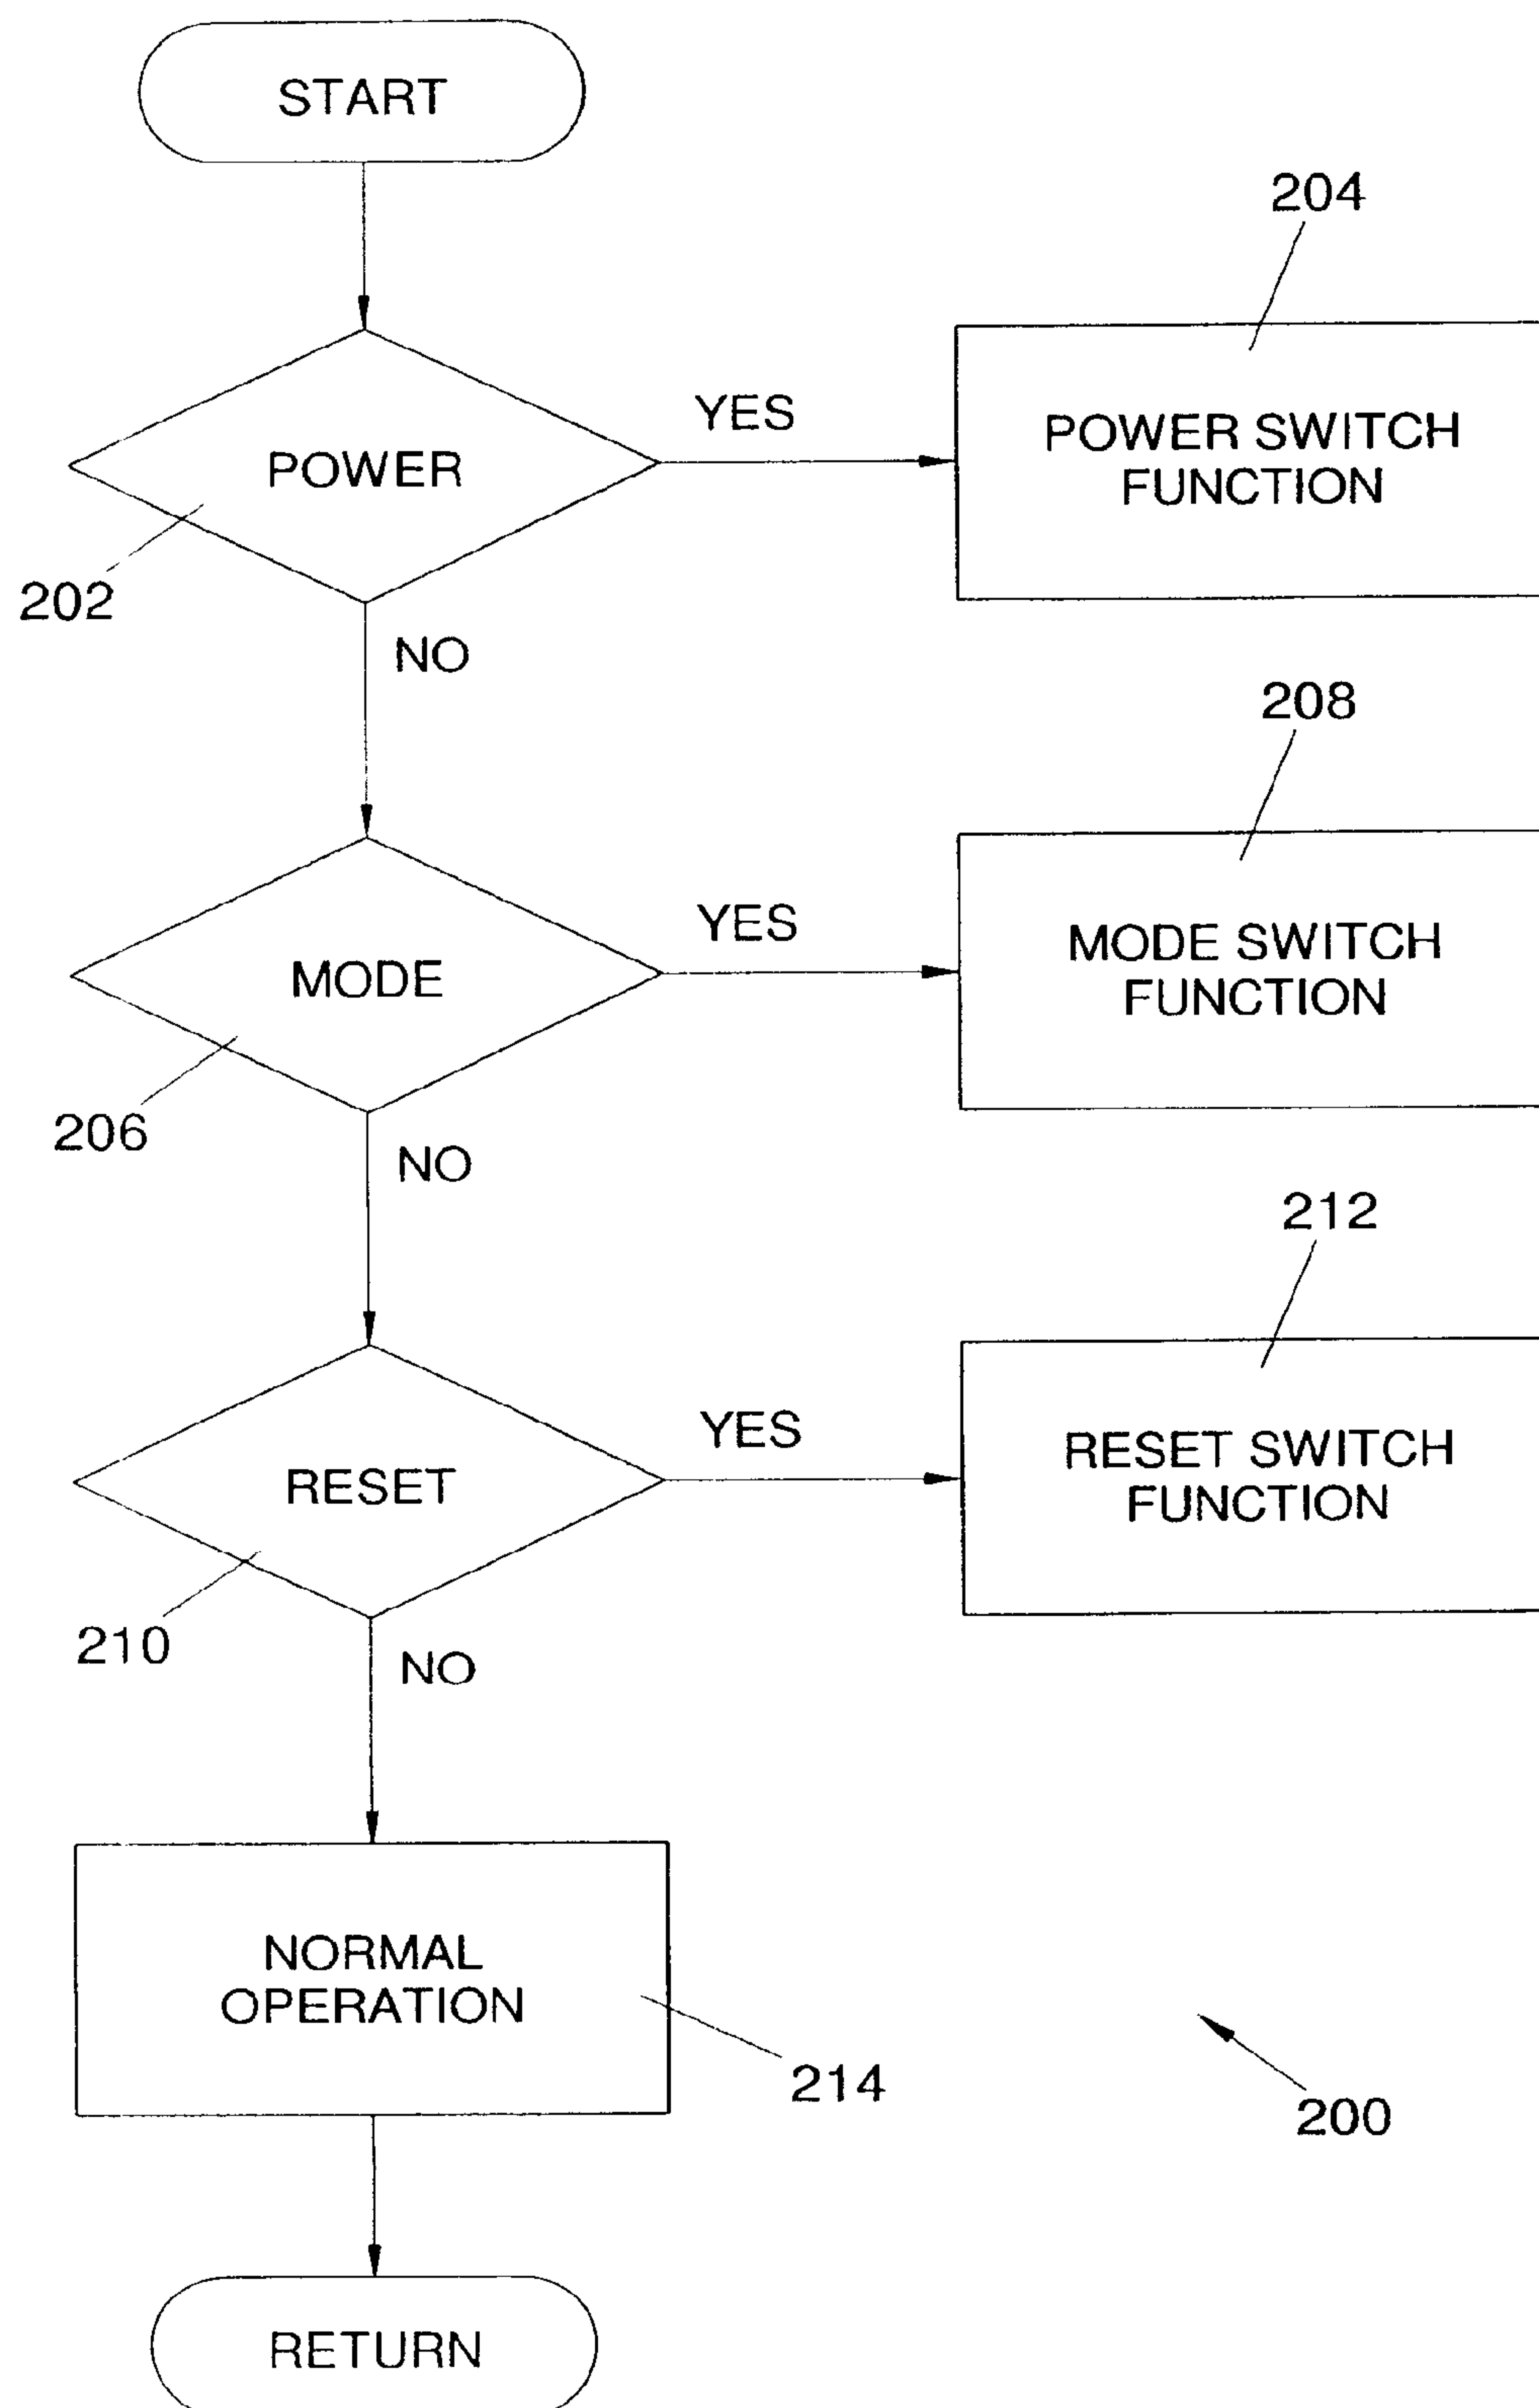 START
204
POWER
YES
POWER SWITCH
FUNCTION
202
NO
208
MODE
YES
MODE SWITCH
FUNCTION
206
NO
212
RESET
YES
RESET SWITCH
FUNCTION
210
NO
NORMAL
OPERATION
214
200
RETURN